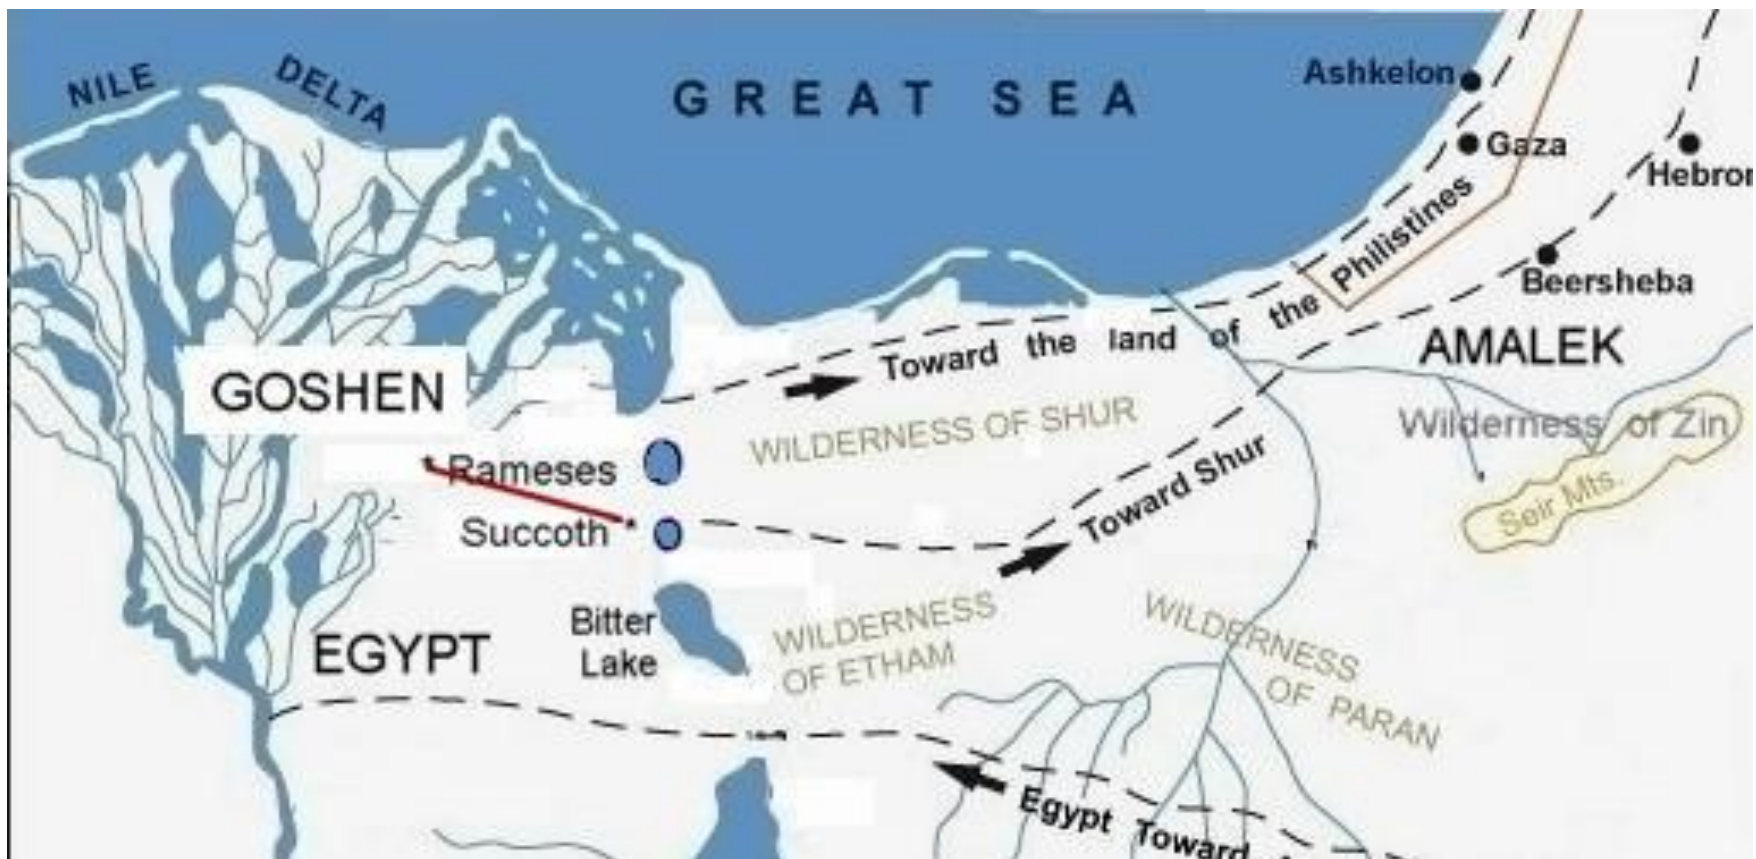 NILE DELTA
GREAT SEA
Ashkelon
Gaza
Hebron
Philistines
Beersheba
Toward the land of the
AMALEK
GOSHEN
WILDERNESS OF SHUR
Wilderness of Zin
Rameses
Toward Shur
Seir Mts.
Succoth
Bitter
Lake
WILDERNESS
OF ETHAM
WILDERNESS
OF PARAN
EGYPT
Egypt Toward